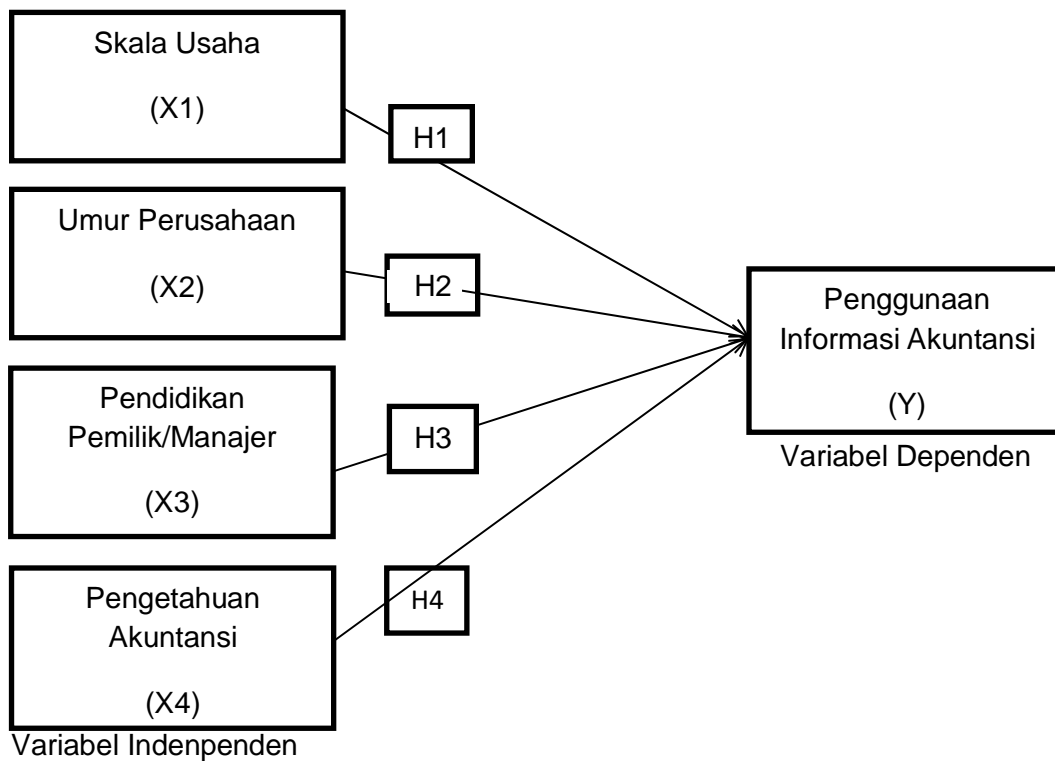 Skala Usaha
(X1)
H1
Umur Perusahaan
(X2)
H2
Pendidikan
Pemilik/Manajer
(X3)
H3
Pengetahuan
Akuntansi
(X4)
H4
Variabel Indenpenden
Penggunaan
Informasi Akuntansi
(Y)
Variabel Dependen